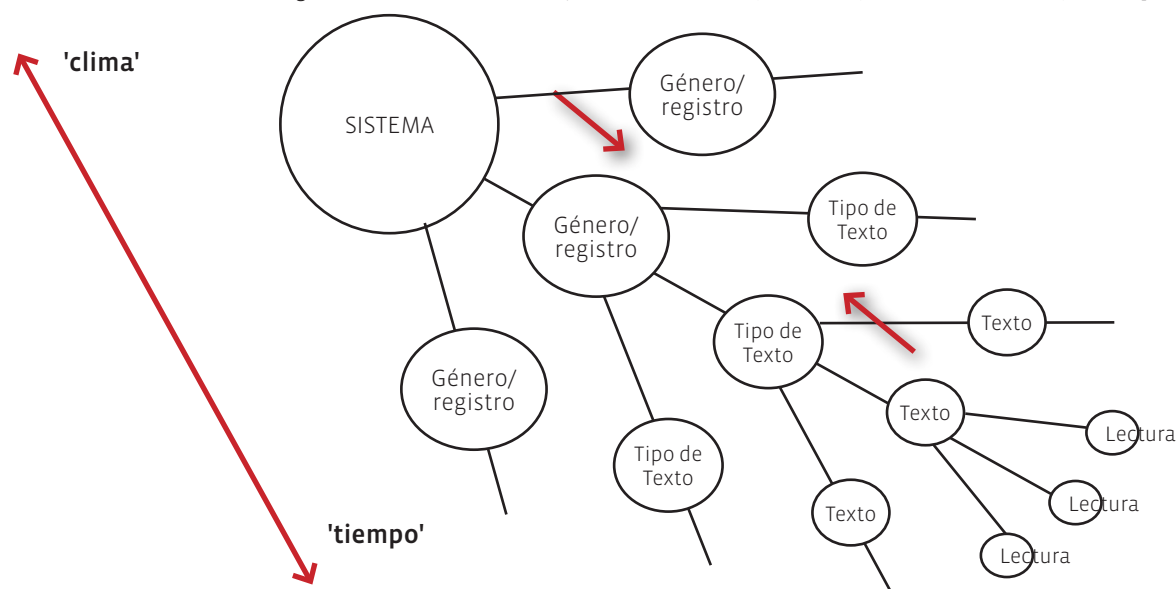 'clima'
SISTEMA
Género/
registro
Género/
registro
Tipo de
Texto
Tipo de
Texto
Texto
Género/
registro
Texto
Lectura
Tipo de
Texto
Lectura
Texto
'tiempo'
Lectura